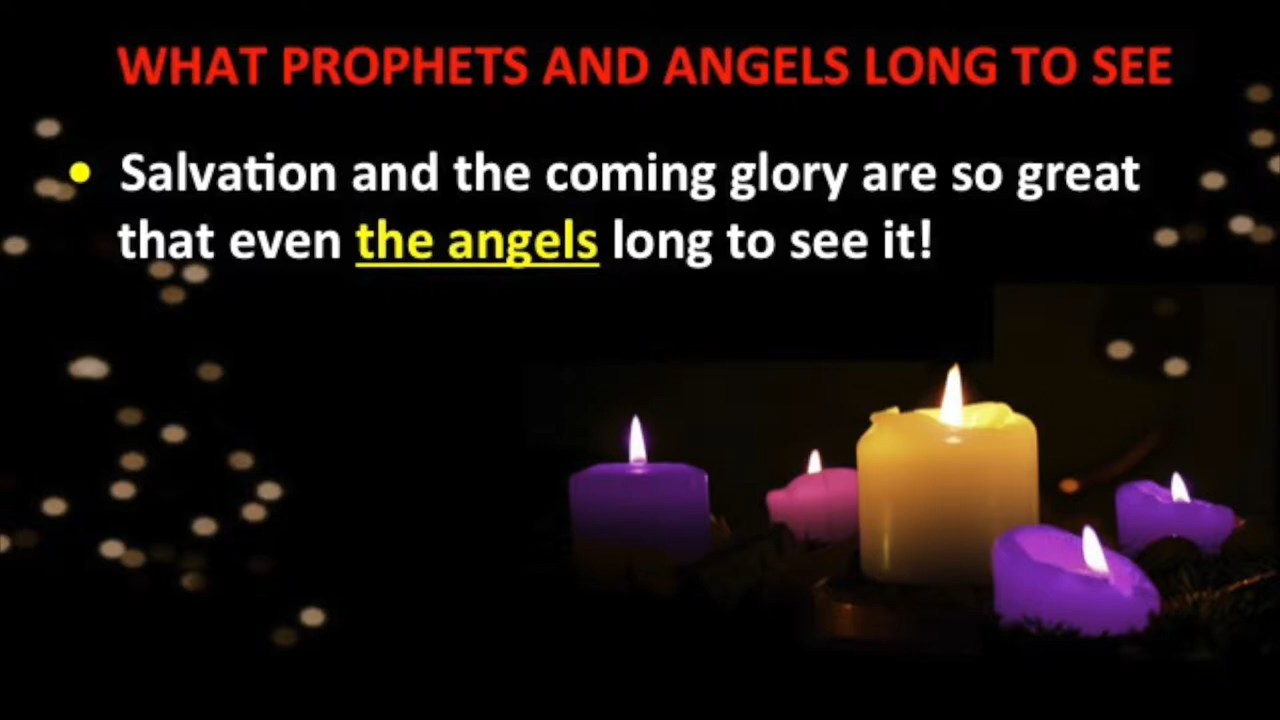 WHAT PROPHETS AND ANGELS LONG TO SEE
• Salvation and the coming glory are so great
that even the angels long to see it!